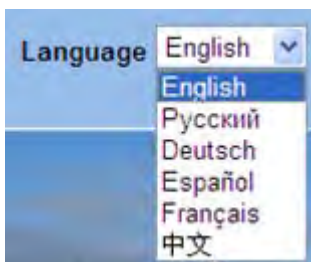 Language English
English
Русский
Deutsch
Español
Français
中文